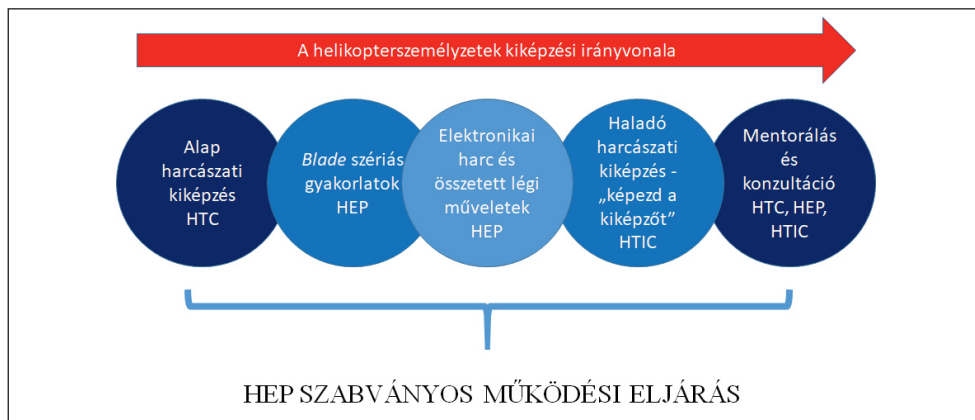 A helikopterszemélyzetek kiképzési irányvonala
Alap
harcászati
kiképzés
HTC
Blade szériás
gyakorlatok
HEP
Elektronikai
harc és
összetett légi
műveletek
HEP
Haladó
harcászati
kiképzés -
„képezd a
kiképzőt”
HTIC
Mentorálás
és
konzultáció
HTC, HEP,
HTIC
HEP SZABVÁNYOS MŰKÖDÉSI ELJÁRÁS